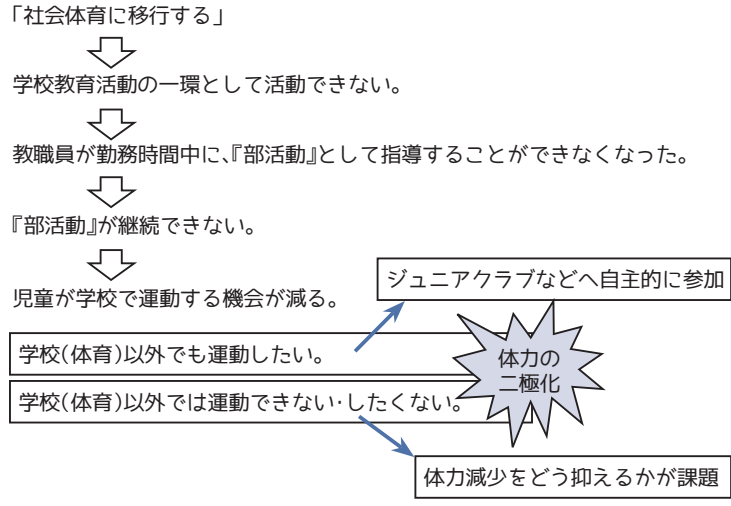 「社会体育に移行する」
学校教育活動の一環として活動できない。
教職員が勤務時間中に、『部活動』として指導することができなくなった。
『部活動』が継続できない。
児童が学校で運動する機会が減る。
ジュニアクラブなどへ自主的に参加
学校(体育)以外でも運動したい。
体力の
二極化
学校(体育)以外では運動できない・したくない。
体力減少をどう抑えるかが課題